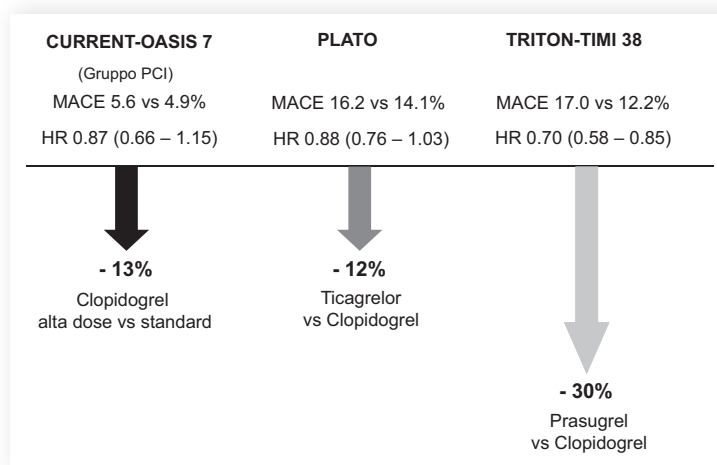 CURRENT-OASIS 7
(Gruppo PCI)
MACE 5.6 vs 4.9%
HR 0.87 (0.66 – 1.15)
PLATO
MACE 16.2 vs 14.1%
HR 0.88 (0.76 – 1.03)
TRITON-TIMI 38
MACE 17.0 vs 12.2%
HR 0.70 (0.58 – 0.85)
- 13%
Clopidogrel
alta dose vs standard
- 12%
Ticagrelor
vs Clopidogrel
- 30%
Prasugrel
vs Clopidogrel